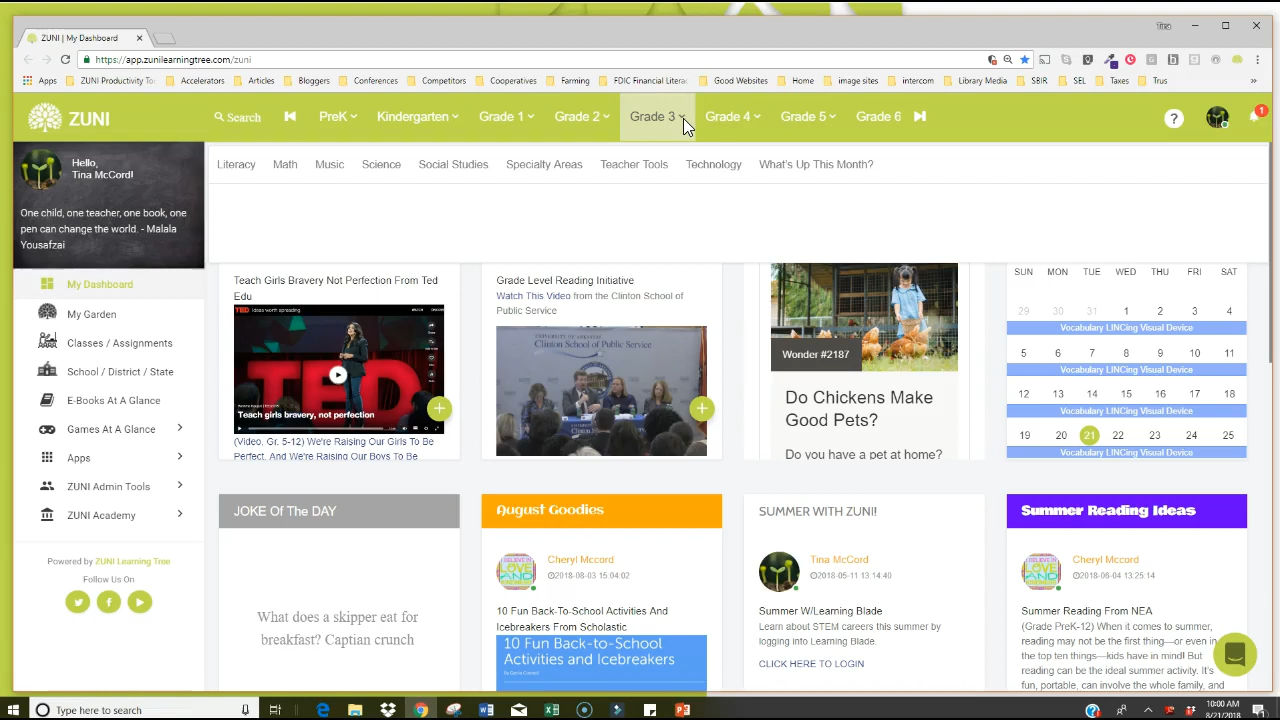 Tina
ZUNI | My Dashboard
https://app.zunilearningtree.com/zuni
Apps ZUNI Productivity To Accelerators Articles Bloggers Conferences Competitors Cooperatives Farming FDIC Financial Litera Good Websites Home image sites intercom Library Media SBIR SEL Taxes Trus »
ZUNI Search PreK Kindergarten Grade 1 Grade 2 Grade 3 Grade 4 Grade 5 Grade 6 ? 1
Hello,
Tina McCord!
One child, one teacher, one book, one
pen can change the world. - Malala
Yousafzai
Literacy Math Music Science Social Studies Specialty Areas Teacher Tools Technology What's Up This Month?
My Dashboard
My Garden
Classes / Assignments
School / District / State
E-Books At A Glance
Games At A Glance
Apps
ZUNI Admin Tools
ZUNI Academy
Powered by ZUNI Learning Tree
Follow Us On
Teach Girls Bravery Not Perfection From Ted
Edu
TED Ideas worth spreading
TED
Teach girls bravery, not perfection
(Video, Gr. 5-12) We're Raising Our Girls To Be
Perfect, And We're Raising Our Boys To Be
Grade Level Reading Initiative
Watch This Video from the Clinton School of
Public Service
CLINTON SCHOOL OF PUBLIC SERVICE
Wonder #2187
Do Chickens Make
Good Pets?
Do you have a pet at home?
SUN MON TUE WED THU FRI SAT
29 30 31 1 2 3 4
Vocabulary LINCing Visual Device
5 6 7 8 9 10 11
Vocabulary LINCing Visual Device
12 13 14 15 16 17 18
Vocabulary LINCing Visual Device
19 20 21 22 23 24 25
Vocabulary LINCing Visual Device
JOKE Of The DAY
What does a skipper eat for
breakfast? Captian crunch
August Goodies
Cheryl Mccord
2018-08-03 15:04:02
10 Fun Back-To-School Activities And
Icebreakers From Scholastic
10 Fun Back-to-School
Activities and Icebreakers
SUMMER WITH ZUNI!
Tina McCord
2018-05-11 13:14:40
Summer W/Learning Blade
Learn about STEM careers this summer by
logging into Learning Blade.
CLICK HERE TO LOGIN
Summer Reading Ideas
Cheryl Mccord
2018-06-04 13:25:14
Summer Reading From NEA
(Grade PreK-12) When it comes to summer,
reading may not be the first thing—or even in
the top ten things—kids have in mind! But
reading can be the ideal summer activity. It's
fun, portable, can involve the whole family, and
Type here to search
10:00 AM
8/21/2018